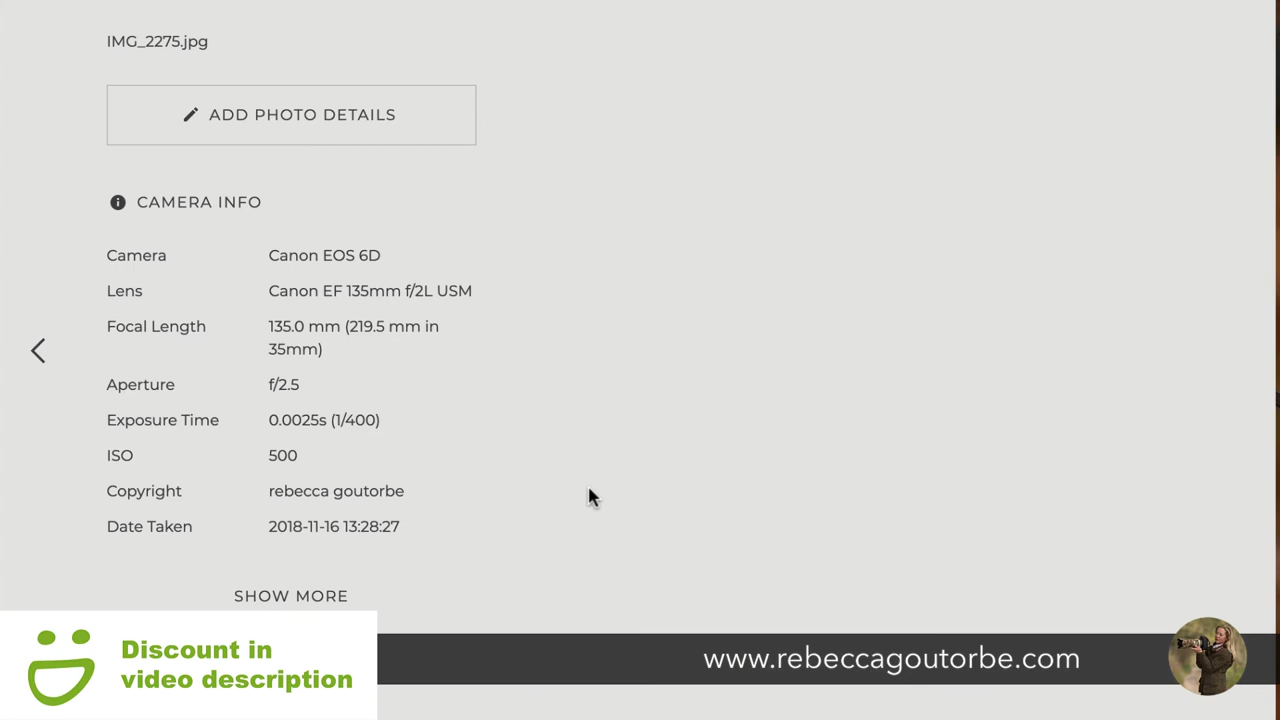 IMG_2275.jpg
ADD PHOTO DETAILS
CAMERA INFO
Camera Canon EOS 6D
Lens Canon EF 135mm f/2L USM
Focal Length 135.0 mm (219.5 mm in
35mm)
Aperture f/2.5
Exposure Time 0.0025s (1/400)
ISO 500
Copyright rebecca goutorbe
Date Taken 2018-11-16 13:28:27
SHOW MORE
Discount in
video description
www.rebeccagoutorbe.com